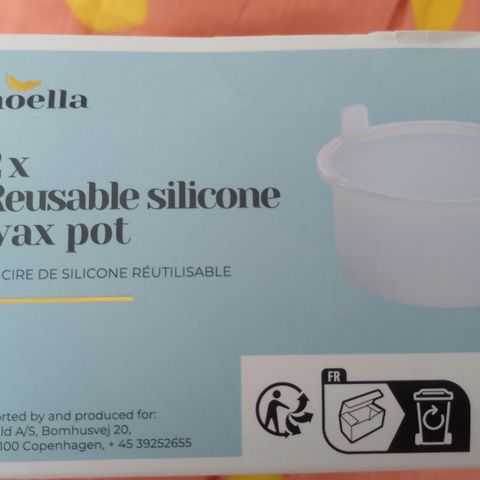 noella
x
Reusable silicone
wax pot
CIRE DE SILICONE RÉUTILISABLE
FR
orted by and produced for:
ld A/S, Bomhusvej 20,
100 Copenhagen, + 45 39252655